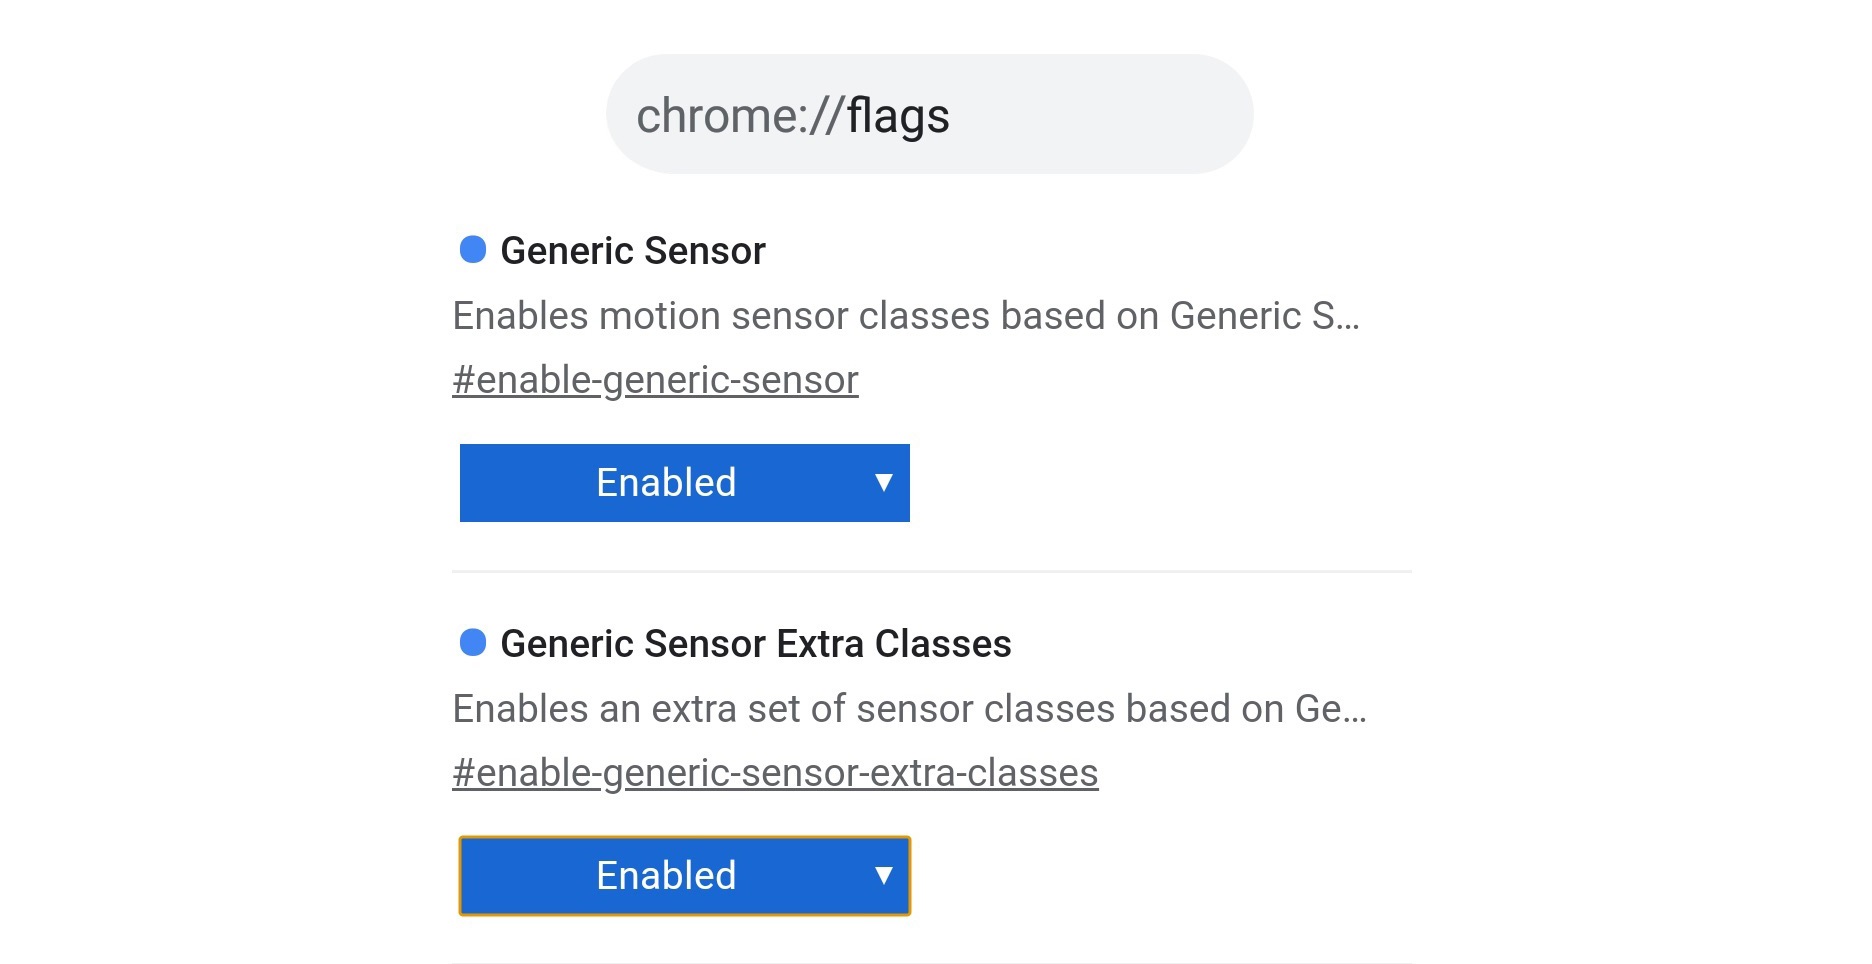 chrome://flags
Generic Sensor
Enables motion sensor classes based on Generic S…
#enable-generic-sensor
Enabled ▼
Generic Sensor Extra Classes
Enables an extra set of sensor classes based on Ge…
#enable-generic-sensor-extra-classes
Enabled ▼